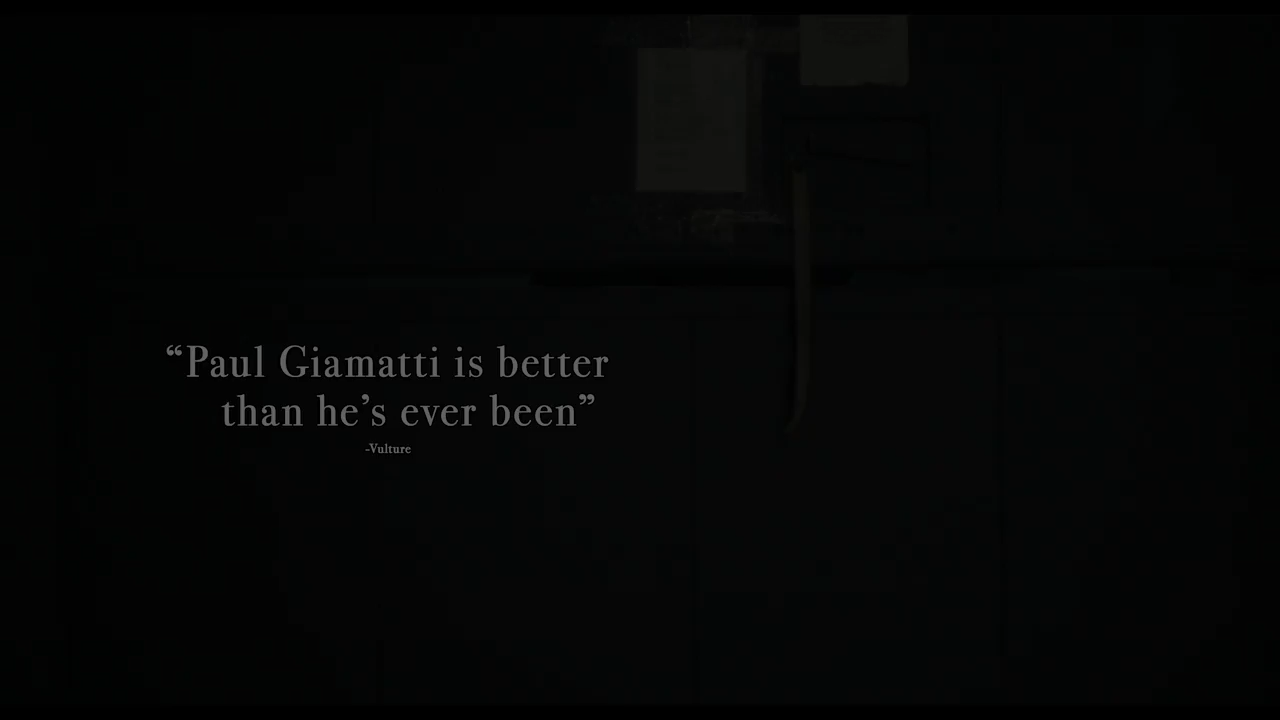 “Paul Giamatti is better
than he’s ever been”
-Vulture